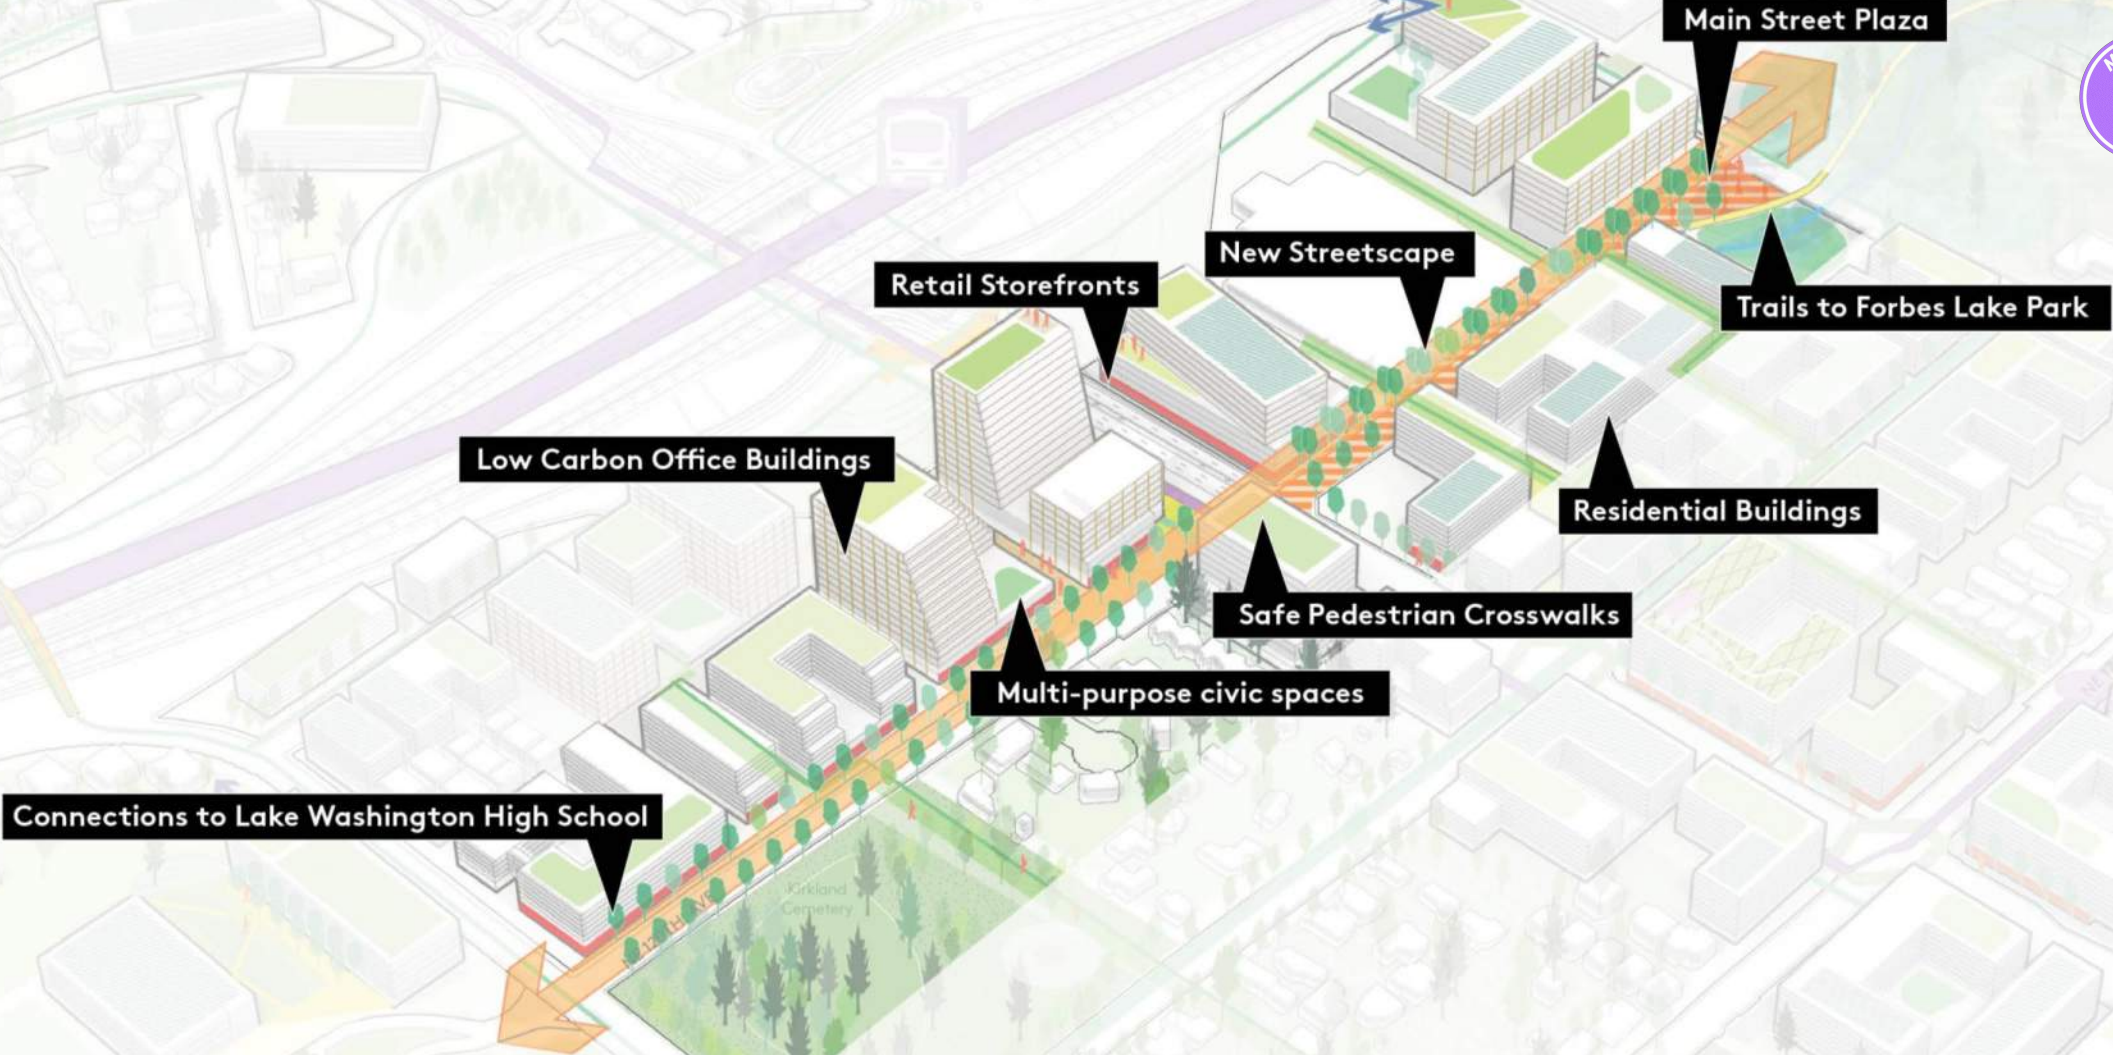 Main Street Plaza
New Streetscape
Retail Storefronts
Trails to Forbes Lake Park
Low Carbon Office Buildings
Residential Buildings
Safe Pedestrian Crosswalks
Multi-purpose civic spaces
Connections to Lake Washington High School
Kirkland
Cemetery